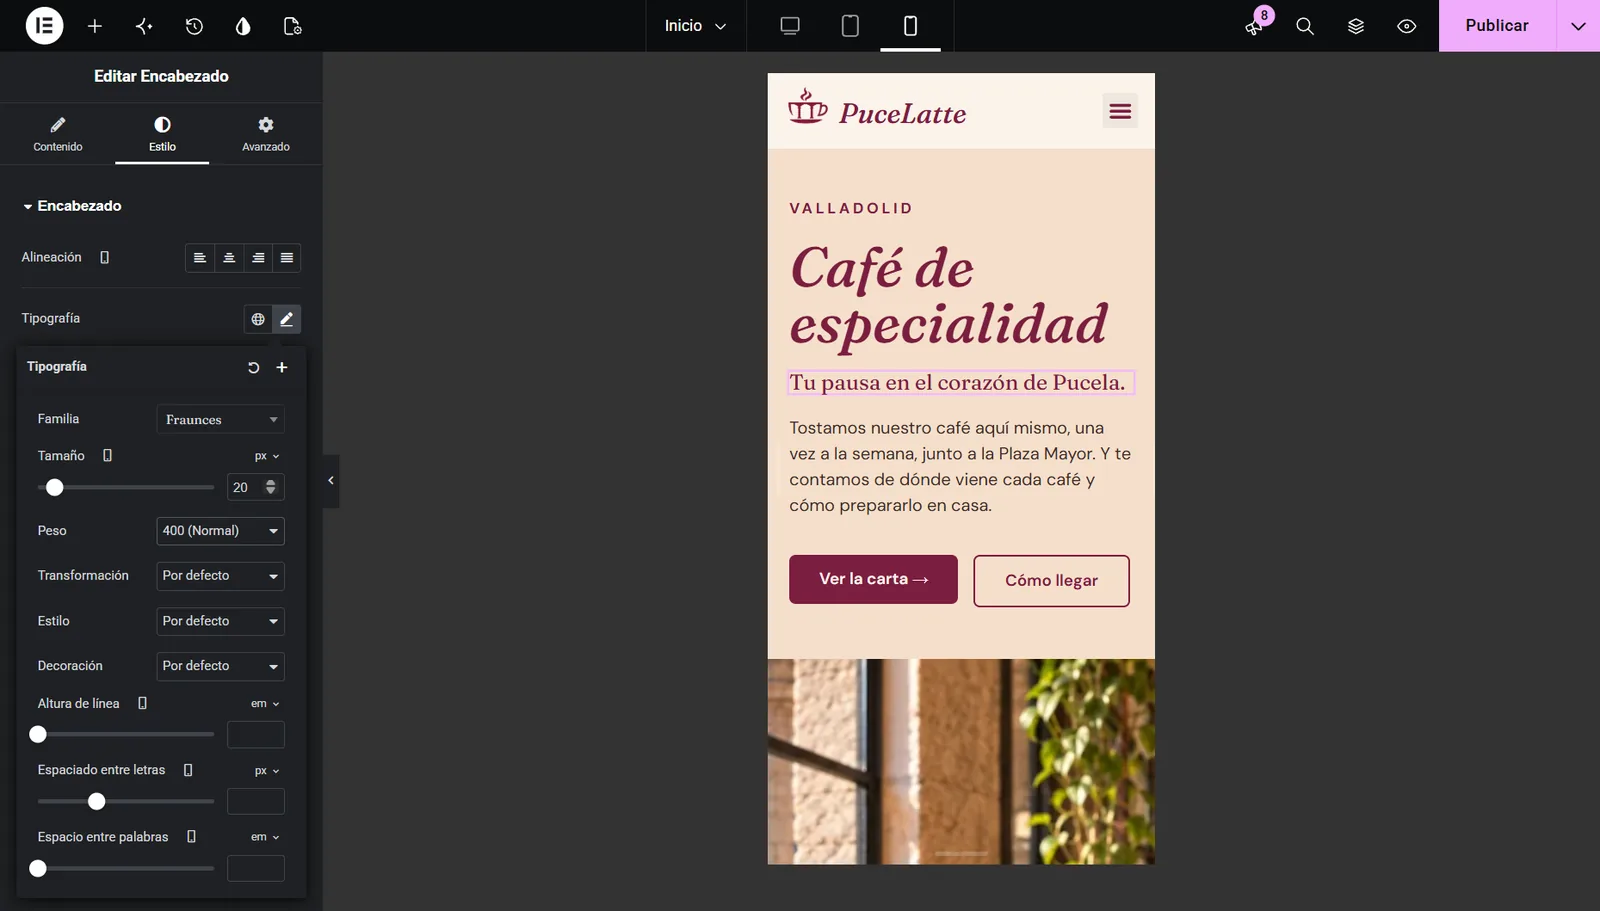 Inicio
8
Publicar
Editar Encabezado
Contenido
Estilo
Avanzado
Encabezado
Alineación
Tipografía
Tipografía
Familia
Fraunces
Tamaño
px
20
Peso
400 (Normal)
Transformación
Por defecto
Estilo
Por defecto
Decoración
Por defecto
Altura de línea
em
Espaciado entre letras
px
Espacio entre palabras
em
PuceLatte
VALLADOLID
Café de
especialidad
Tu pausa en el corazón de Pucela.
Tostamos nuestro café aquí mismo, una
vez a la semana, junto a la Plaza Mayor. Y te
contamos de dónde viene cada café y
cómo prepararlo en casa.
Ver la carta →
Cómo llegar